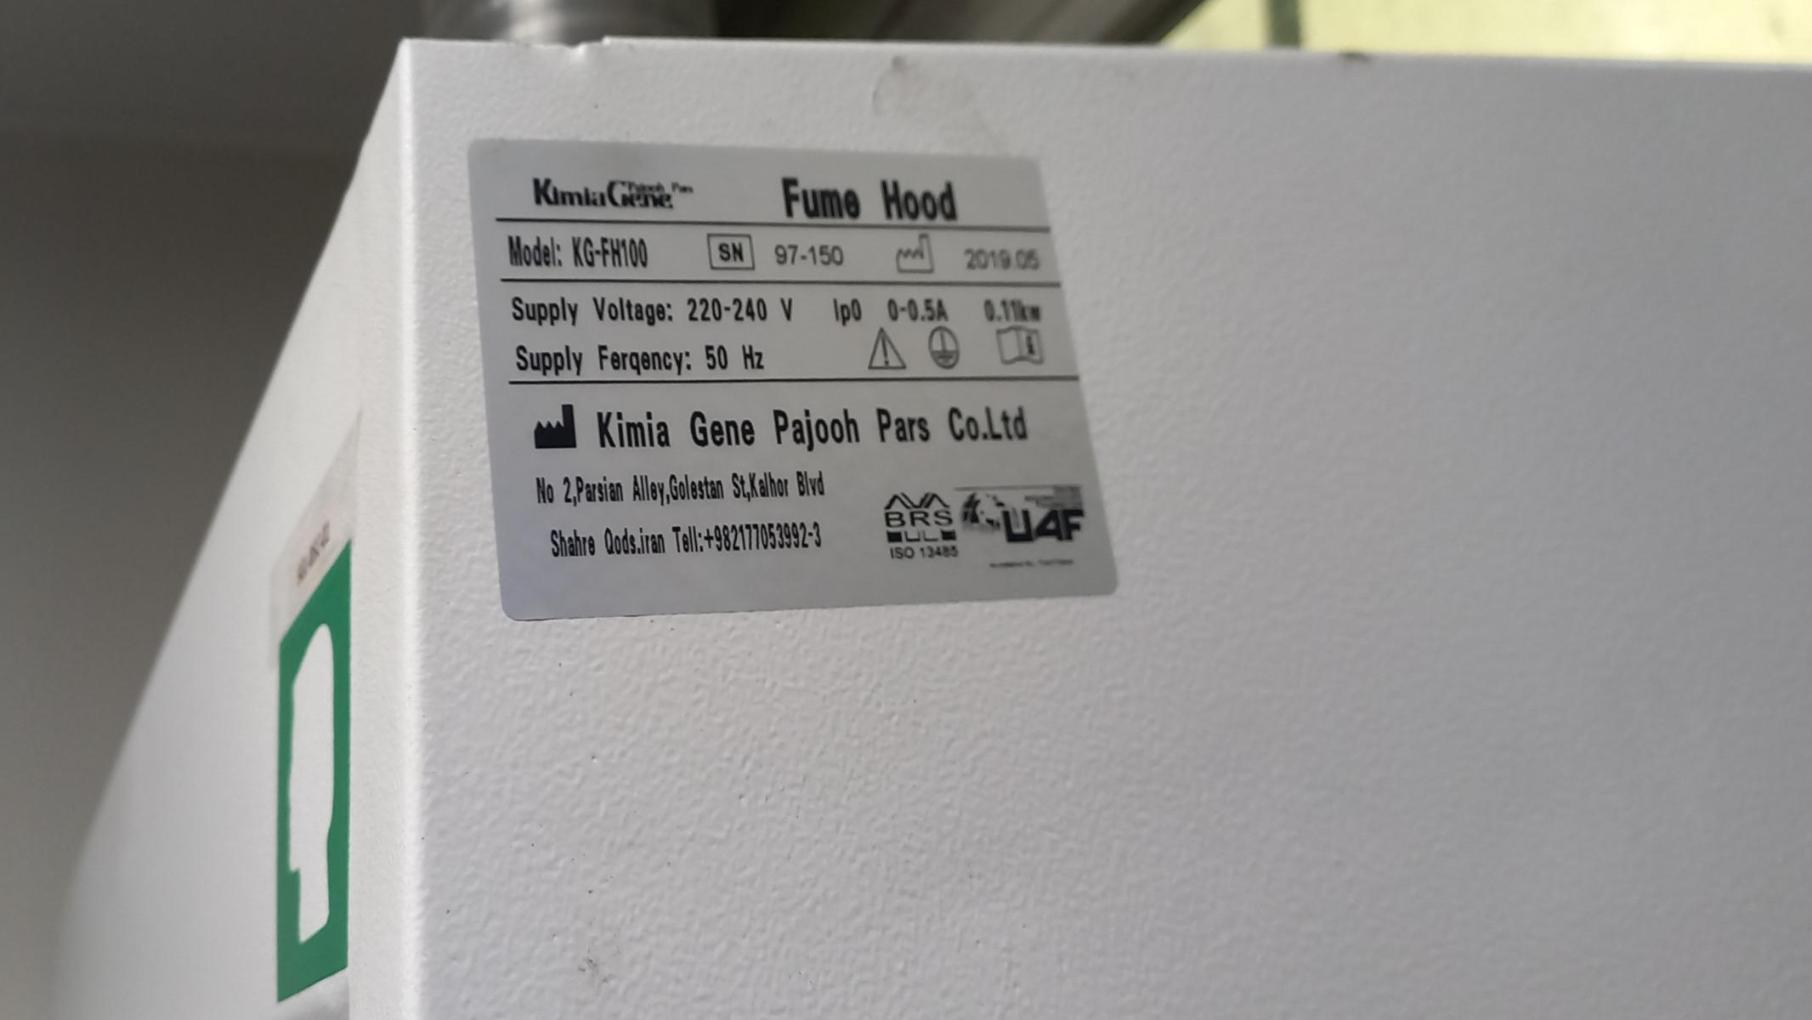 KimiaGene Pajooh Pars Fume Hood
Model: KG-FH100 SN 97-150 2019.05
Supply Voltage: 220-240 V Ip0 0-0.5A 0.11kw
Supply Ferqency: 50 Hz
Kimia Gene Pajooh Pars Co.Ltd
No 2,Parsian Alley,Golestan St,Kalhor Blvd
Shahre Qods.iran Tell:+982177053992-3
BRS
ISO 13485
UAF